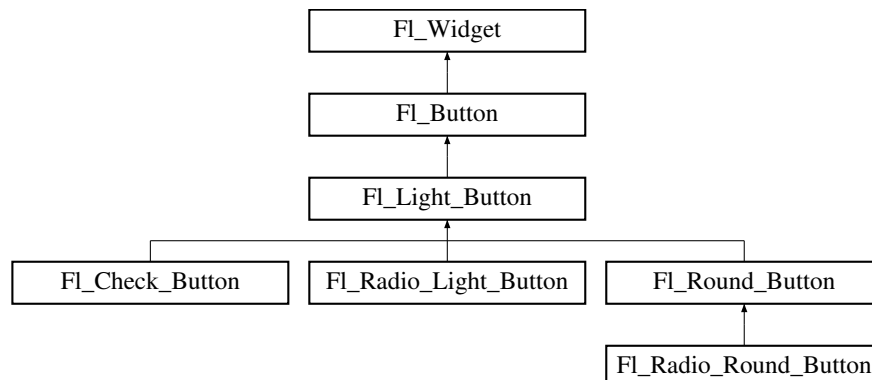 Fl_Widget
Fl_Button
Fl_Light_Button
Fl_Check_Button
Fl_Radio_Light_Button
Fl_Round_Button
Fl_Radio_Round_Button